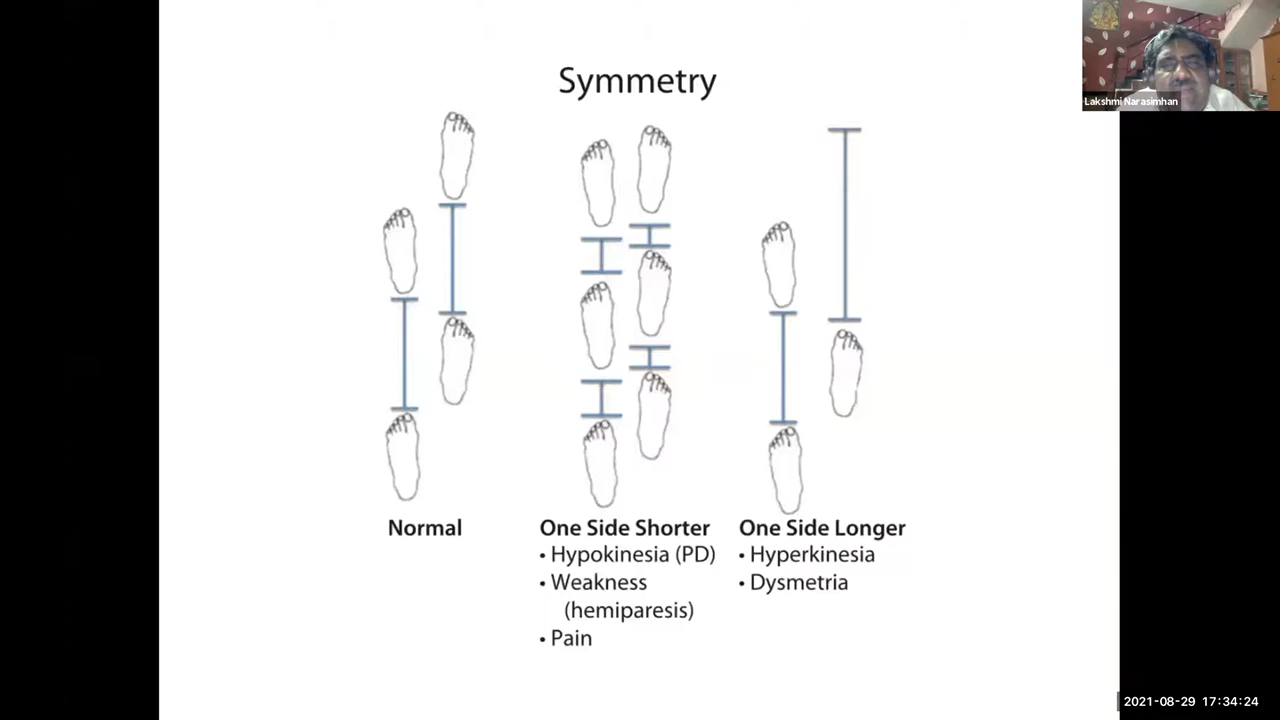 Symmetry
Lakshmi Narasimhan
Normal
One Side Shorter
• Hypokinesia (PD)
• Weakness
(hemiparesis)
• Pain
One Side Longer
• Hyperkinesia
• Dysmetria
2021-08-29 17:34:24